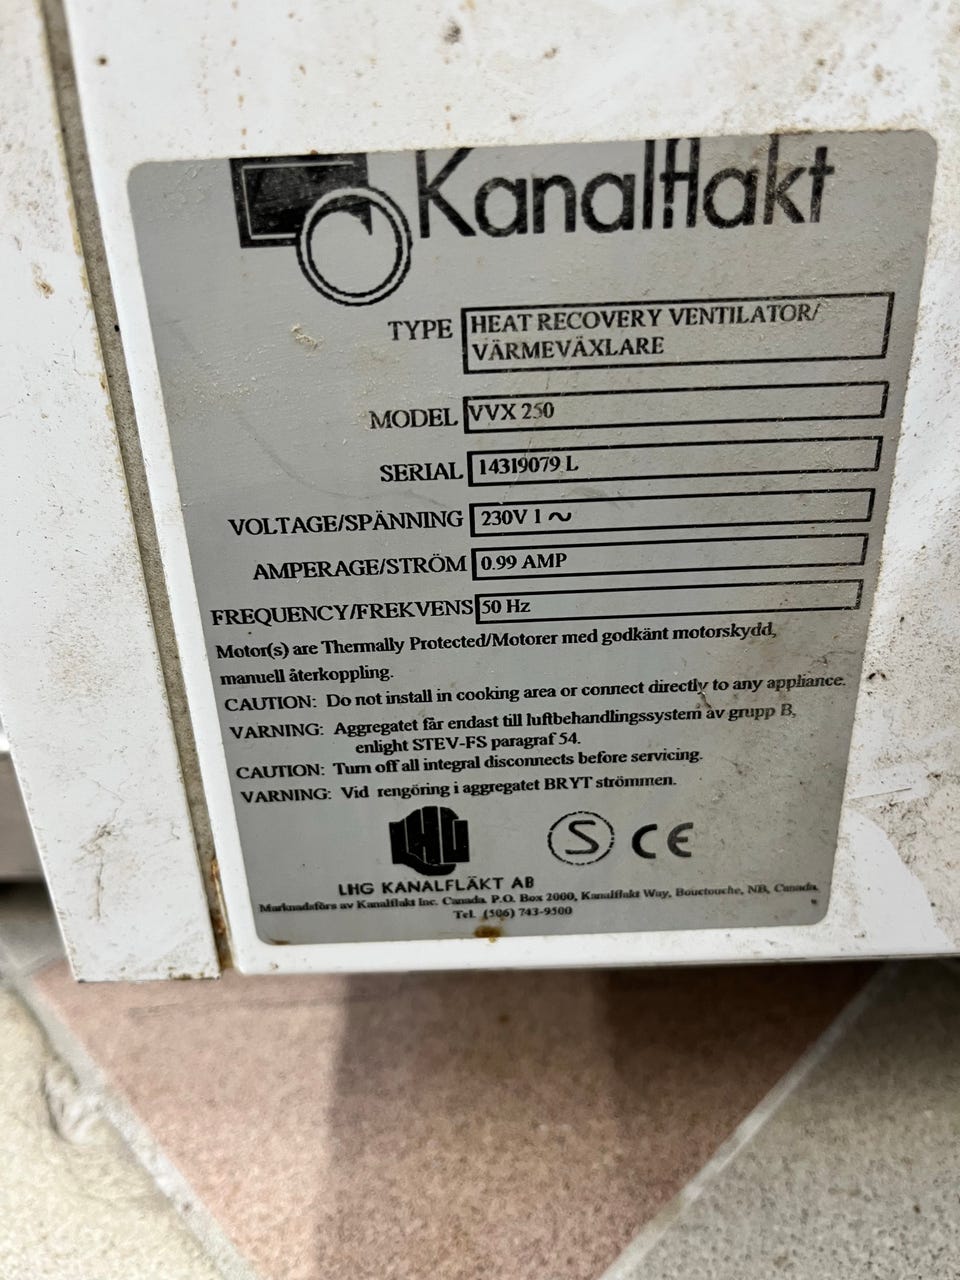 Kanalflakt
TYPE HEAT RECOVERY VENTILATOR/
VÄRMEVÄXLARE
MODEL VVX 250
SERIAL 14319079 L
VOLTAGE/SPÄNNING 230V 1 ~
AMPERAGE/STRÖM 0.99 AMP
FREQUENCY/FREKVENS 50 Hz
Motor(s) are Thermally Protected/Motorer med godkänt motorskydd,
manuell återkoppling.
CAUTION: Do not install in cooking area or connect directly to any appliance.
VARNING: Aggregatet får endast till luftbehandlingssystem av grupp B,
enlight STEV-FS paragraf 54.
CAUTION: Turn off all integral disconnects before servicing.
VARNING: Vid rengöring i aggregatet BRYT strömmen.
LHG S CE
LHG KANALFLÄKT AB
Marknadsförs av Kanalflakt Inc. Canada. P.O. Box 2000, Kanalflakt Way, Bouctouche, NB, Canada.
Tel. (506) 743-9500